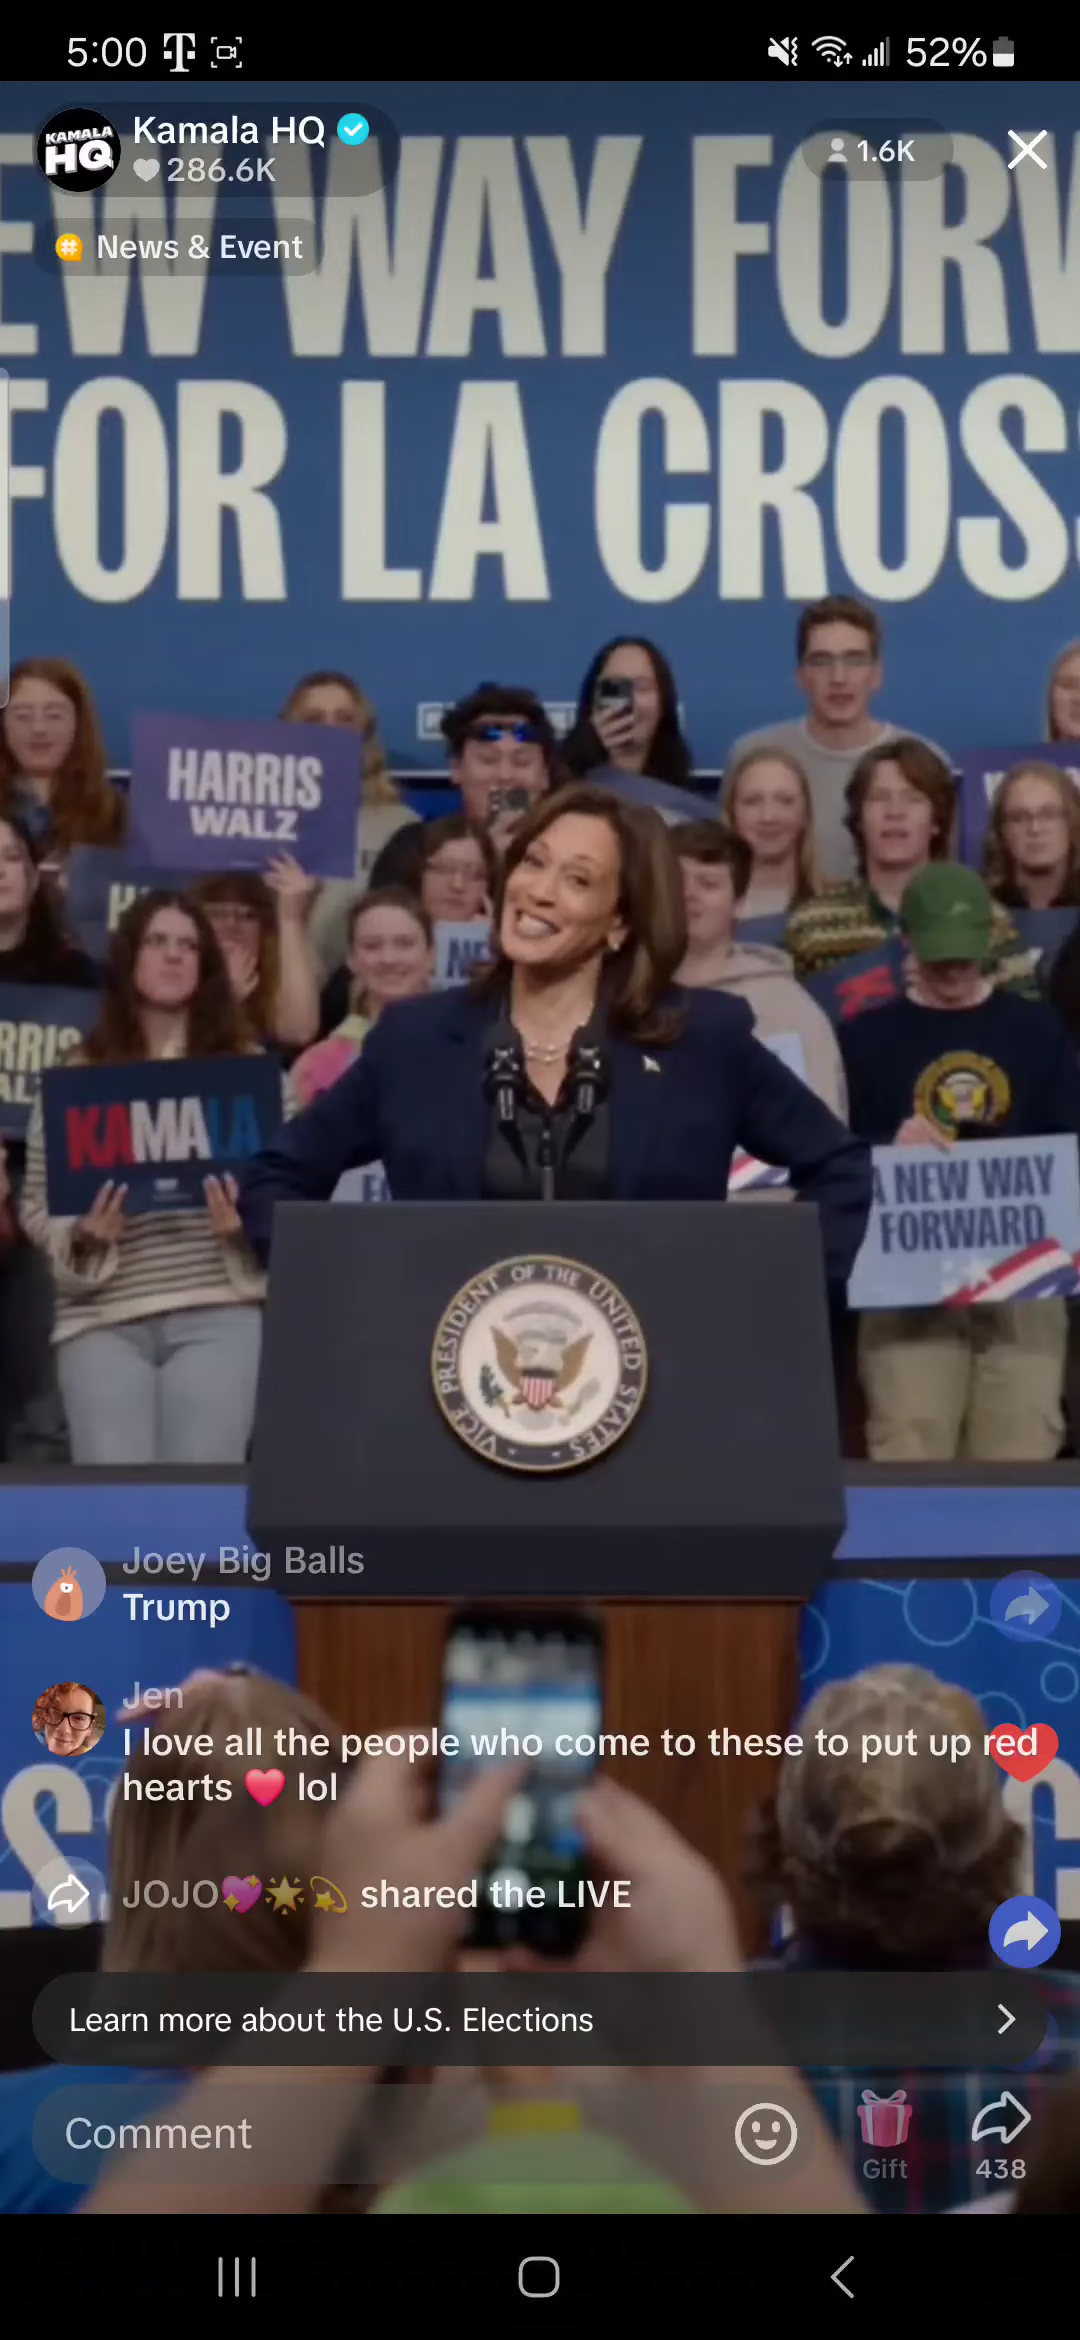 5:00
52%
KAMALA
HQ
Kamala HQ
286.6K
1.6K
News & Event
EW WAY FORW
FOR LA CROSS
HARRIS
WALZ
KAMALA
A NEW WAY
FORWARD
VICE PRESIDENT OF THE UNITED STATES
Joey Big Balls
Trump
Jen
I love all the people who come to these to put up red
hearts ❤️ lol
JOJO💖🌟💫 shared the LIVE
Learn more about the U.S. Elections
Comment
Gift
438